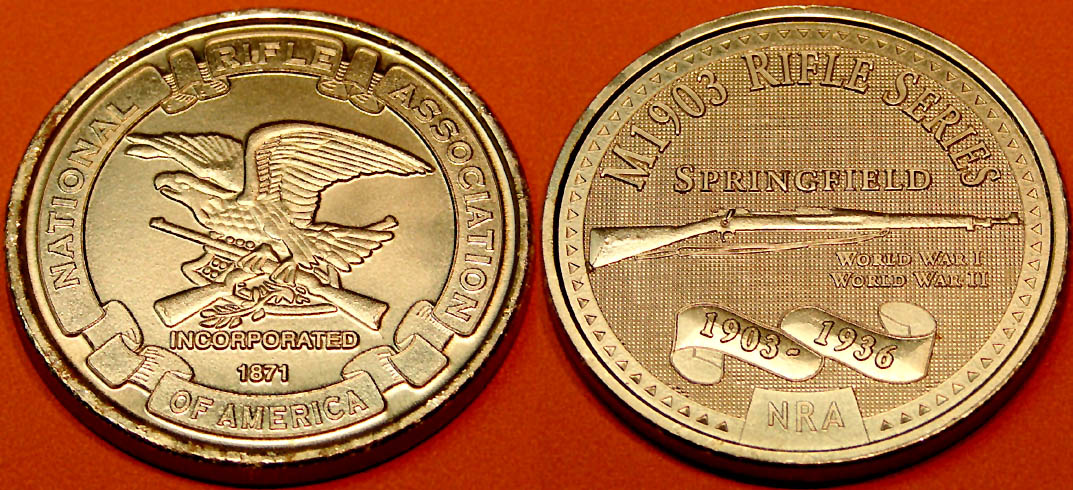 NATIONAL RIFLE ASSOCIATION
INCORPORATED
1871
OF AMERICA
M1903 RIFLE SERIES
SPRINGFIELD
WORLD WAR I
WORLD WAR II
1903-1936
NRA